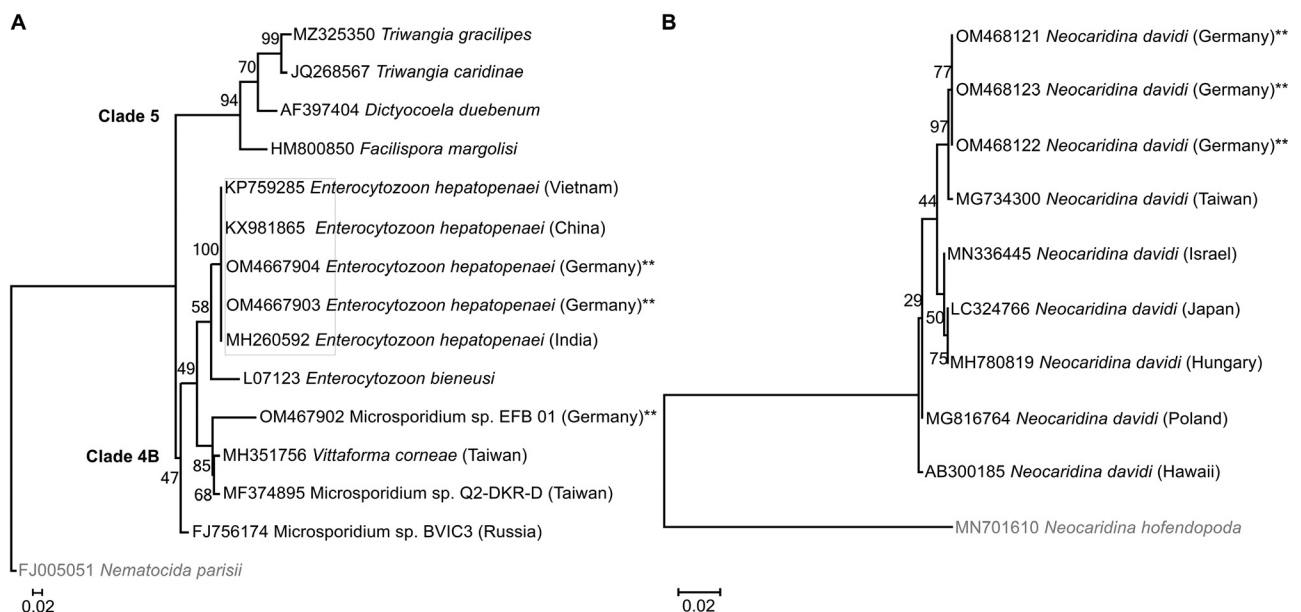 A
99
MZ325350 Triwangia gracilipes
JQ268567 Triwangia caridinae
70
AF397404 Dictyocoela duebenum
94
Clade 5
HM800850 Facilispora margolisi
KP759285 Enterocytozoon hepatopenaei (Vietnam)
KX981865 Enterocytozoon hepatopenaei (China)
100
OM4667904 Enterocytozoon hepatopenaei (Germany)**
OM4667903 Enterocytozoon hepatopenaei (Germany)**
58
MH260592 Enterocytozoon hepatopenaei (India)
49
L07123 Enterocytozoon bieneusi
OM467902 Microsporidium sp. EFB 01 (Germany)**
Clade 4B
MH351756 Vittaforma corneae (Taiwan)
85
47
68
MF374895 Microsporidium sp. Q2-DKR-D (Taiwan)
FJ756174 Microsporidium sp. BVIC3 (Russia)
FJ005051 Nematocida parisii
0.02
B
OM468121 Neocaridina davidi (Germany)**
77
OM468123 Neocaridina davidi (Germany)**
97
OM468122 Neocaridina davidi (Germany)**
44
MG734300 Neocaridina davidi (Taiwan)
MN336445 Neocaridina davidi (Israel)
29
50
LC324766 Neocaridina davidi (Japan)
75
MH780819 Neocaridina davidi (Hungary)
MG816764 Neocaridina davidi (Poland)
AB300185 Neocaridina davidi (Hawaii)
MN701610 Neocaridina hofendopoda
0.02